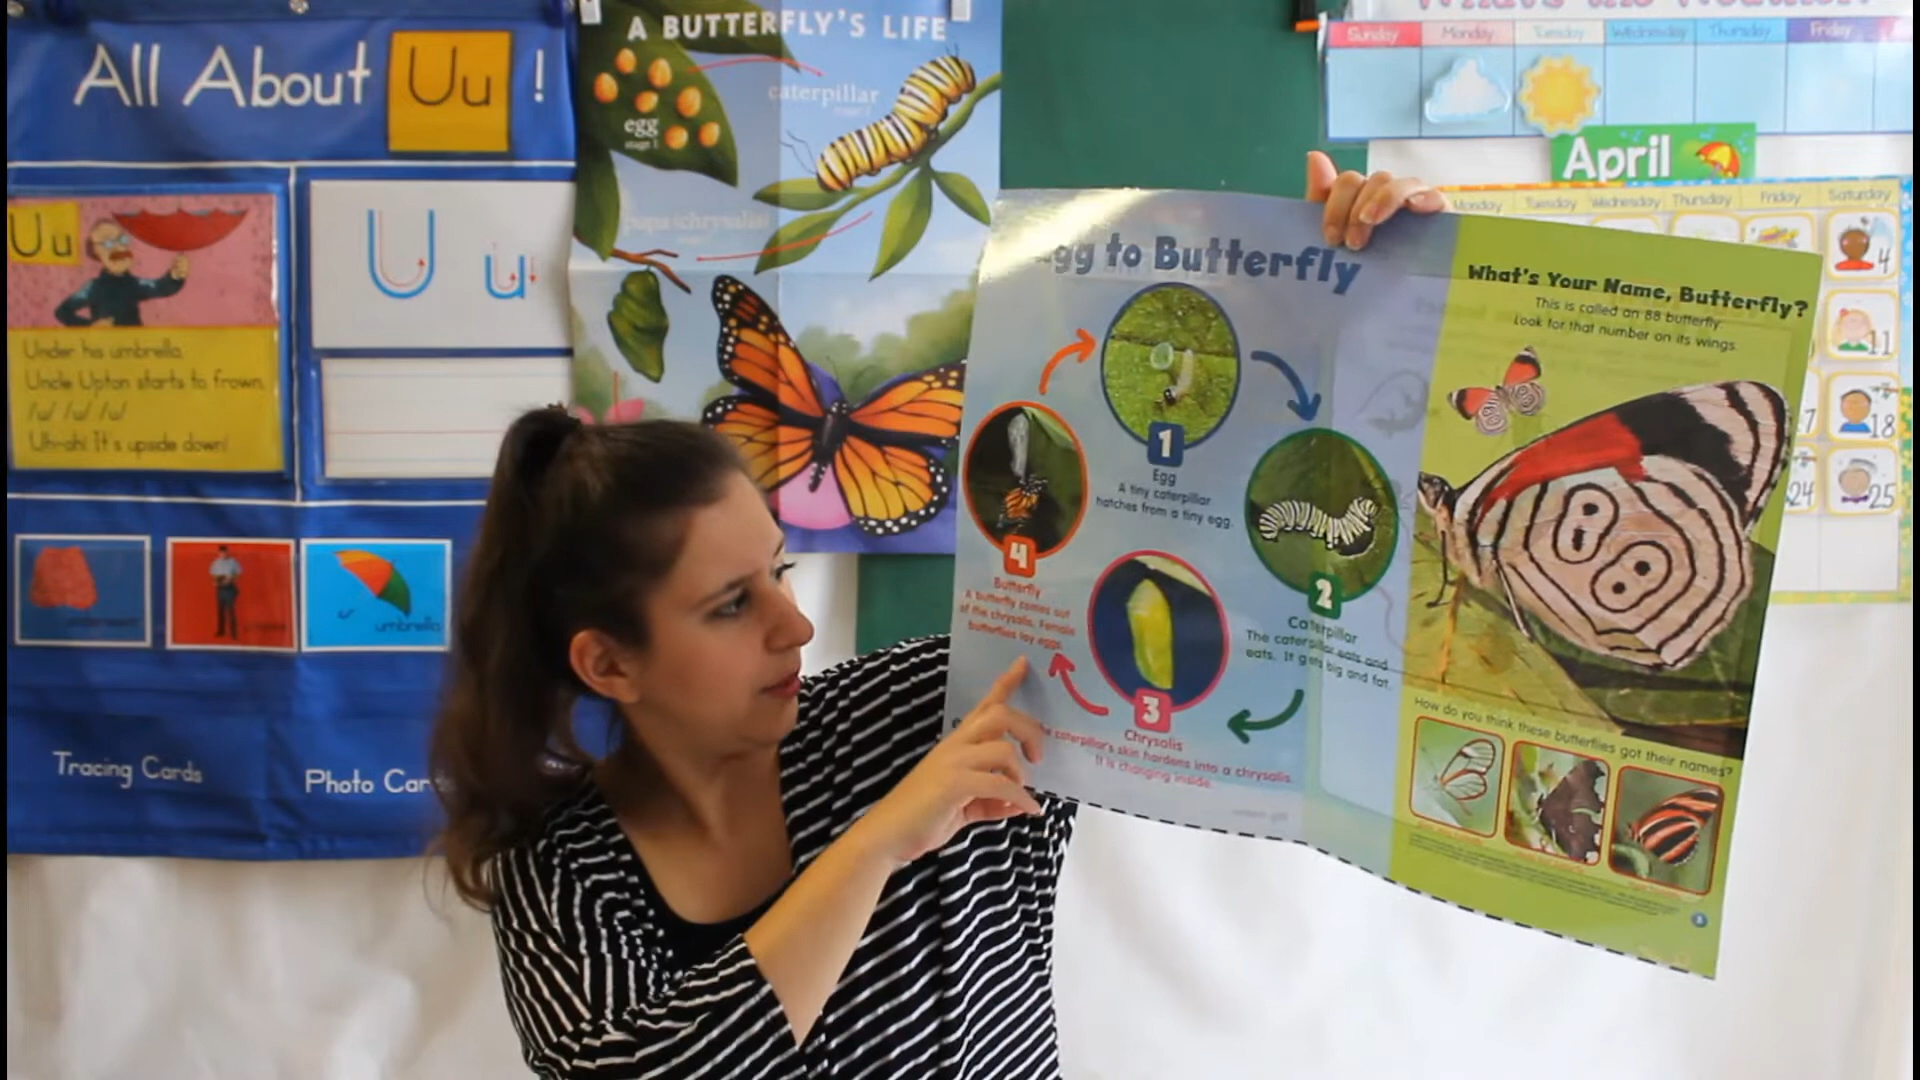 All About Uu !
Uu
Under his umbrella,
Uncle Upton starts to frown.
/u/ /u/ /u/
Uh-oh! It's upside down!
U u
umbrella
Tracing Cards
Photo Car
A BUTTERFLY'S LIFE
egg
stage 1
caterpillar
pupa (chrysalis)
gg to Butterfly
1
Egg
A tiny caterpillar
hatches from a tiny egg.
2
Caterpillar
The caterpillar eats and
eats. It gets big and fat.
3
Chrysalis
caterpillar's skin hardens into a chrysalis.
It is changing inside.
4
Butterfly
A butterfly comes out
of the chrysalis. Female
butterflies lay eggs.
What's Your Name, Butterfly?
This is called an 88 butterfly.
Look for that number on its wings.
How do you think these butterflies got their names?
Sunday Monday Tuesday Wednesday Thursday Friday
April
Monday Tuesday Wednesday Thursday Friday Saturday
4
11
18
24 25